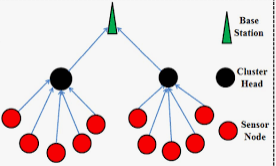 Base
Station
Cluster
Head
Sensor
Node